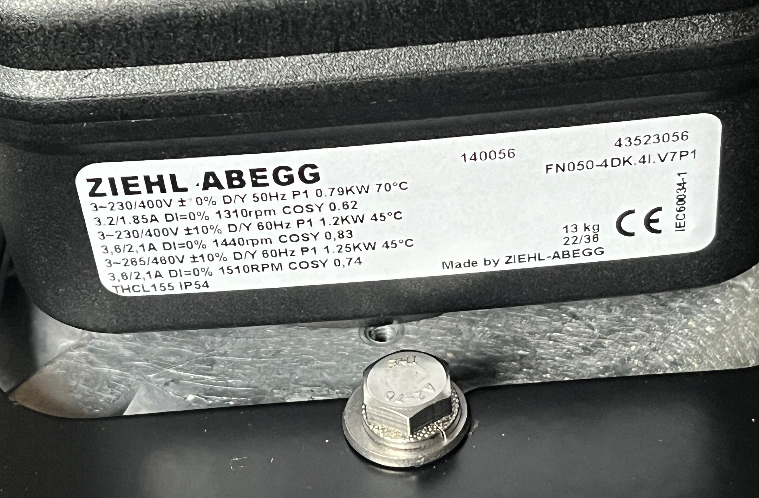 ZIEHL-ABEGG 140056 43523056
3~230/400V ± 0% D/Y 50Hz P1 0.79KW 70°C FN050-4DK.4I.V7P1
3.2/1.85A DI=0% 1310rpm COSY 0.62
3~230/400V ±10% D/Y 60Hz P1 1.2KW 45°C
3,6/2,1A DI=0% 1440rpm COSY 0,83 13 kg CE IEC60034-1
3~265/460V ±10% D/Y 60Hz P1 1.25KW 45°C 22/36
3,6/2,1A DI=0% 1510RPM COSY 0,74 Made by ZIEHL-ABEGG
THCL155 IP54
A2-70